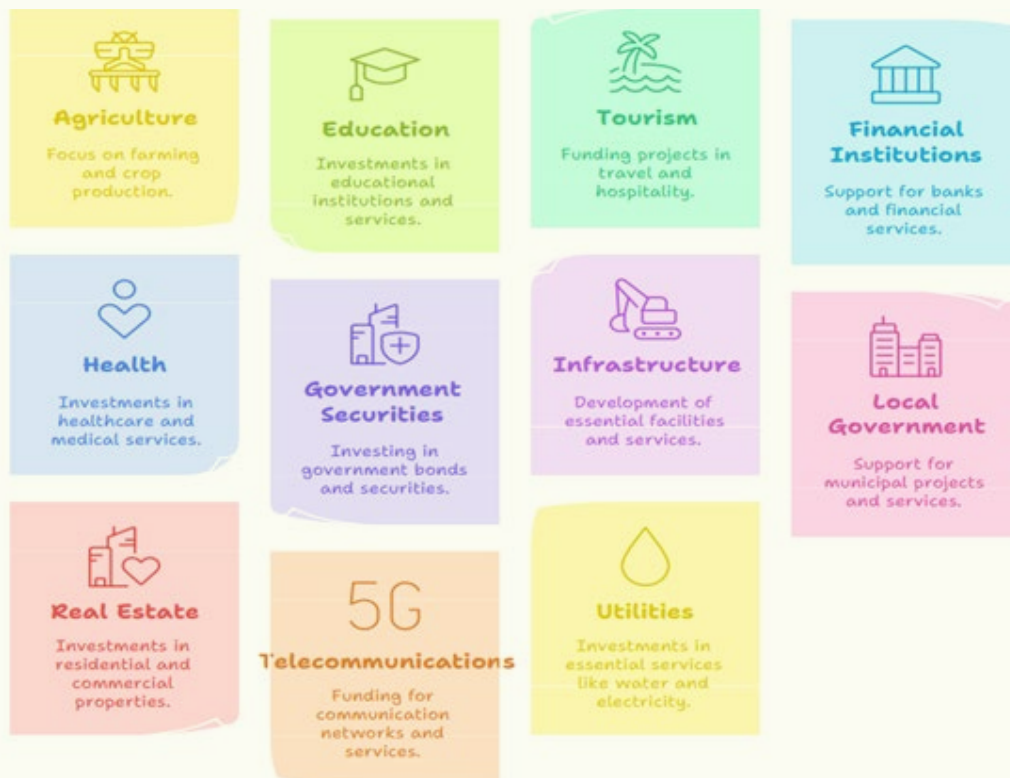 Agriculture
Focus on farming
and crop
production.
Education
Investments in
educational
institutions and
services.
Tourism
Funding projects in
travel and
hospitality.
Financial
Institutions
Support for banks
and financial
services.
Health
Investments in
healthcare and
medical services.
Government
Securities
Investing in
government bonds
and securities.
Infrastructure
Development of
essential facilities
and services.
Local
Government
Support for
municipal projects
and services.
Real Estate
Investments in
residential and
commercial
properties.
5G
Telecommunications
Funding for
communication
networks and
services.
Utilities
Investments in
essential services
like water and
electricity.